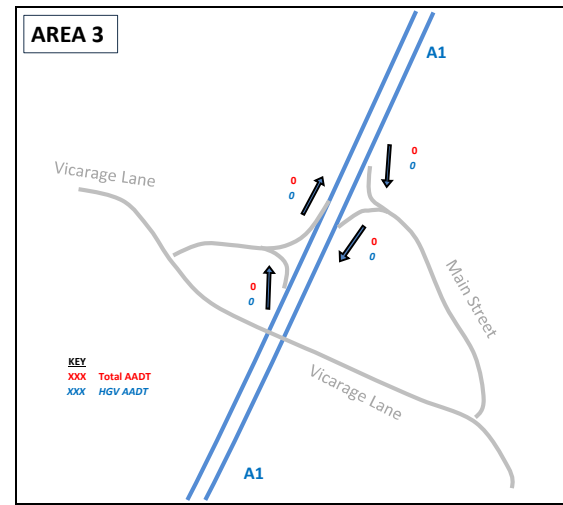 AREA 3
A1
0
0
Vicarage Lane
0
0
0
0
Main Street
0
0
KEY
XXX Total AADT
XXX HGV AADT
Vicarage Lane
A1